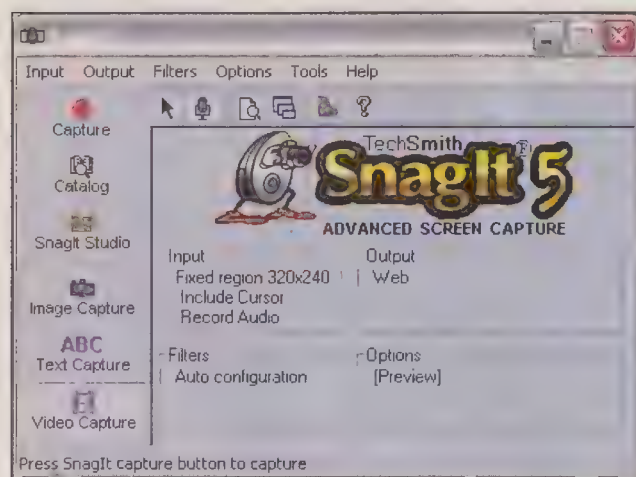 Input Output Filters Options Tools Help
Capture
Catalog
SnagIt Studio
Image Capture
ABC
Text Capture
Video Capture
TechSmith ®
SnagIt 5
ADVANCED SCREEN CAPTURE
Input
Fixed region 320x240
Include Cursor
Record Audio
Output
Web
Filters
Auto configuration
Options
[Preview]
Press SnagIt capture button to capture